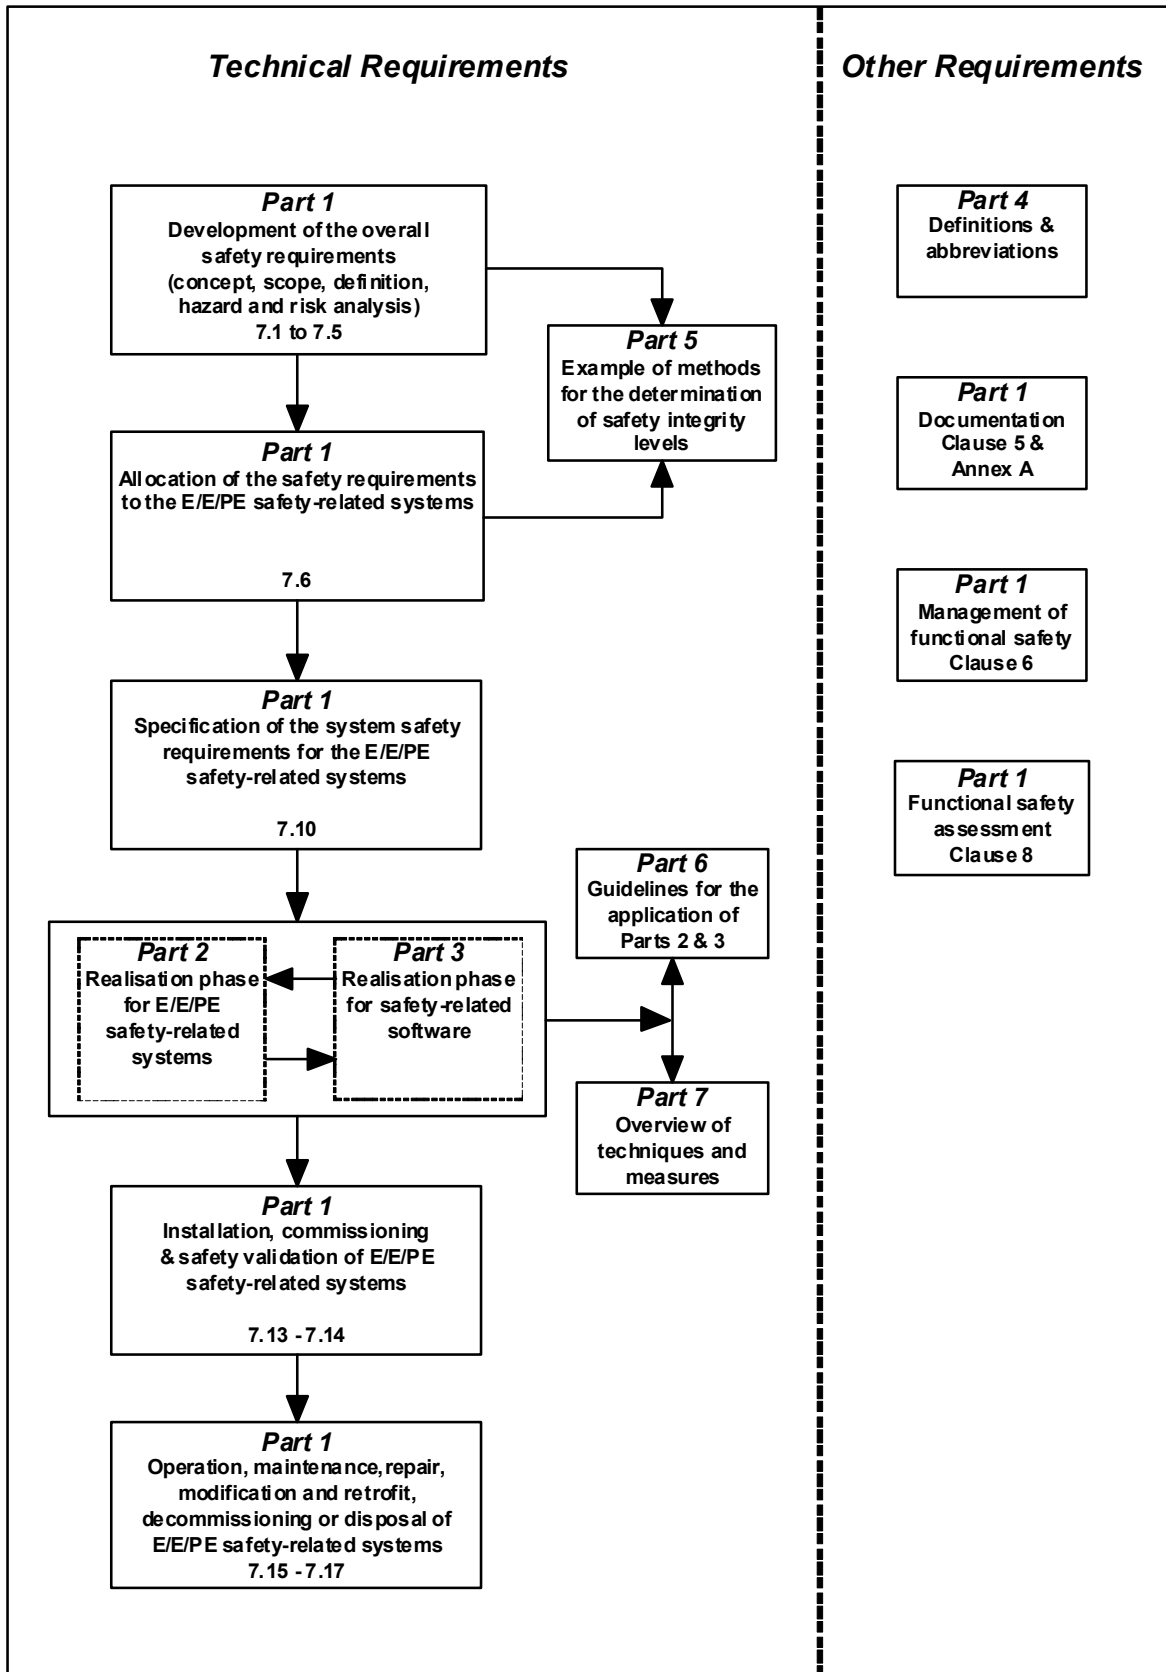 Technical Requirements
Other Requirements
Part 1
Development of the overall
safety requirements
(concept, scope, definition,
hazard and risk analysis)
7.1 to 7.5
Part 5
Example of methods
for the determination
of safety integrity
levels
Part 1
Allocation of the safety requirements
to the E/E/PE safety-related systems
7.6
Part 1
Specification of the system safety
requirements for the E/E/PE
safety-related systems
7.10
Part 6
Guidelines for the
application of
Parts 2 & 3
Part 2
Realisation phase
for E/E/PE
safety-related
systems
Part 3
Realisation phase
for safety-related
software
Part 7
Overview of
techniques and
measures
Part 1
Installation, commissioning
& safety validation of E/E/PE
safety-related systems
7.13 - 7.14
Part 1
Operation, maintenance, repair,
modification and retrofit,
decommissioning or disposal of
E/E/PE safety-related systems
7.15 - 7.17
Part 4
Definitions &
abbreviations
Part 1
Documentation
Clause 5 &
Annex A
Part 1
Management of
functional safety
Clause 6
Part 1
Functional safety
assessment
Clause 8